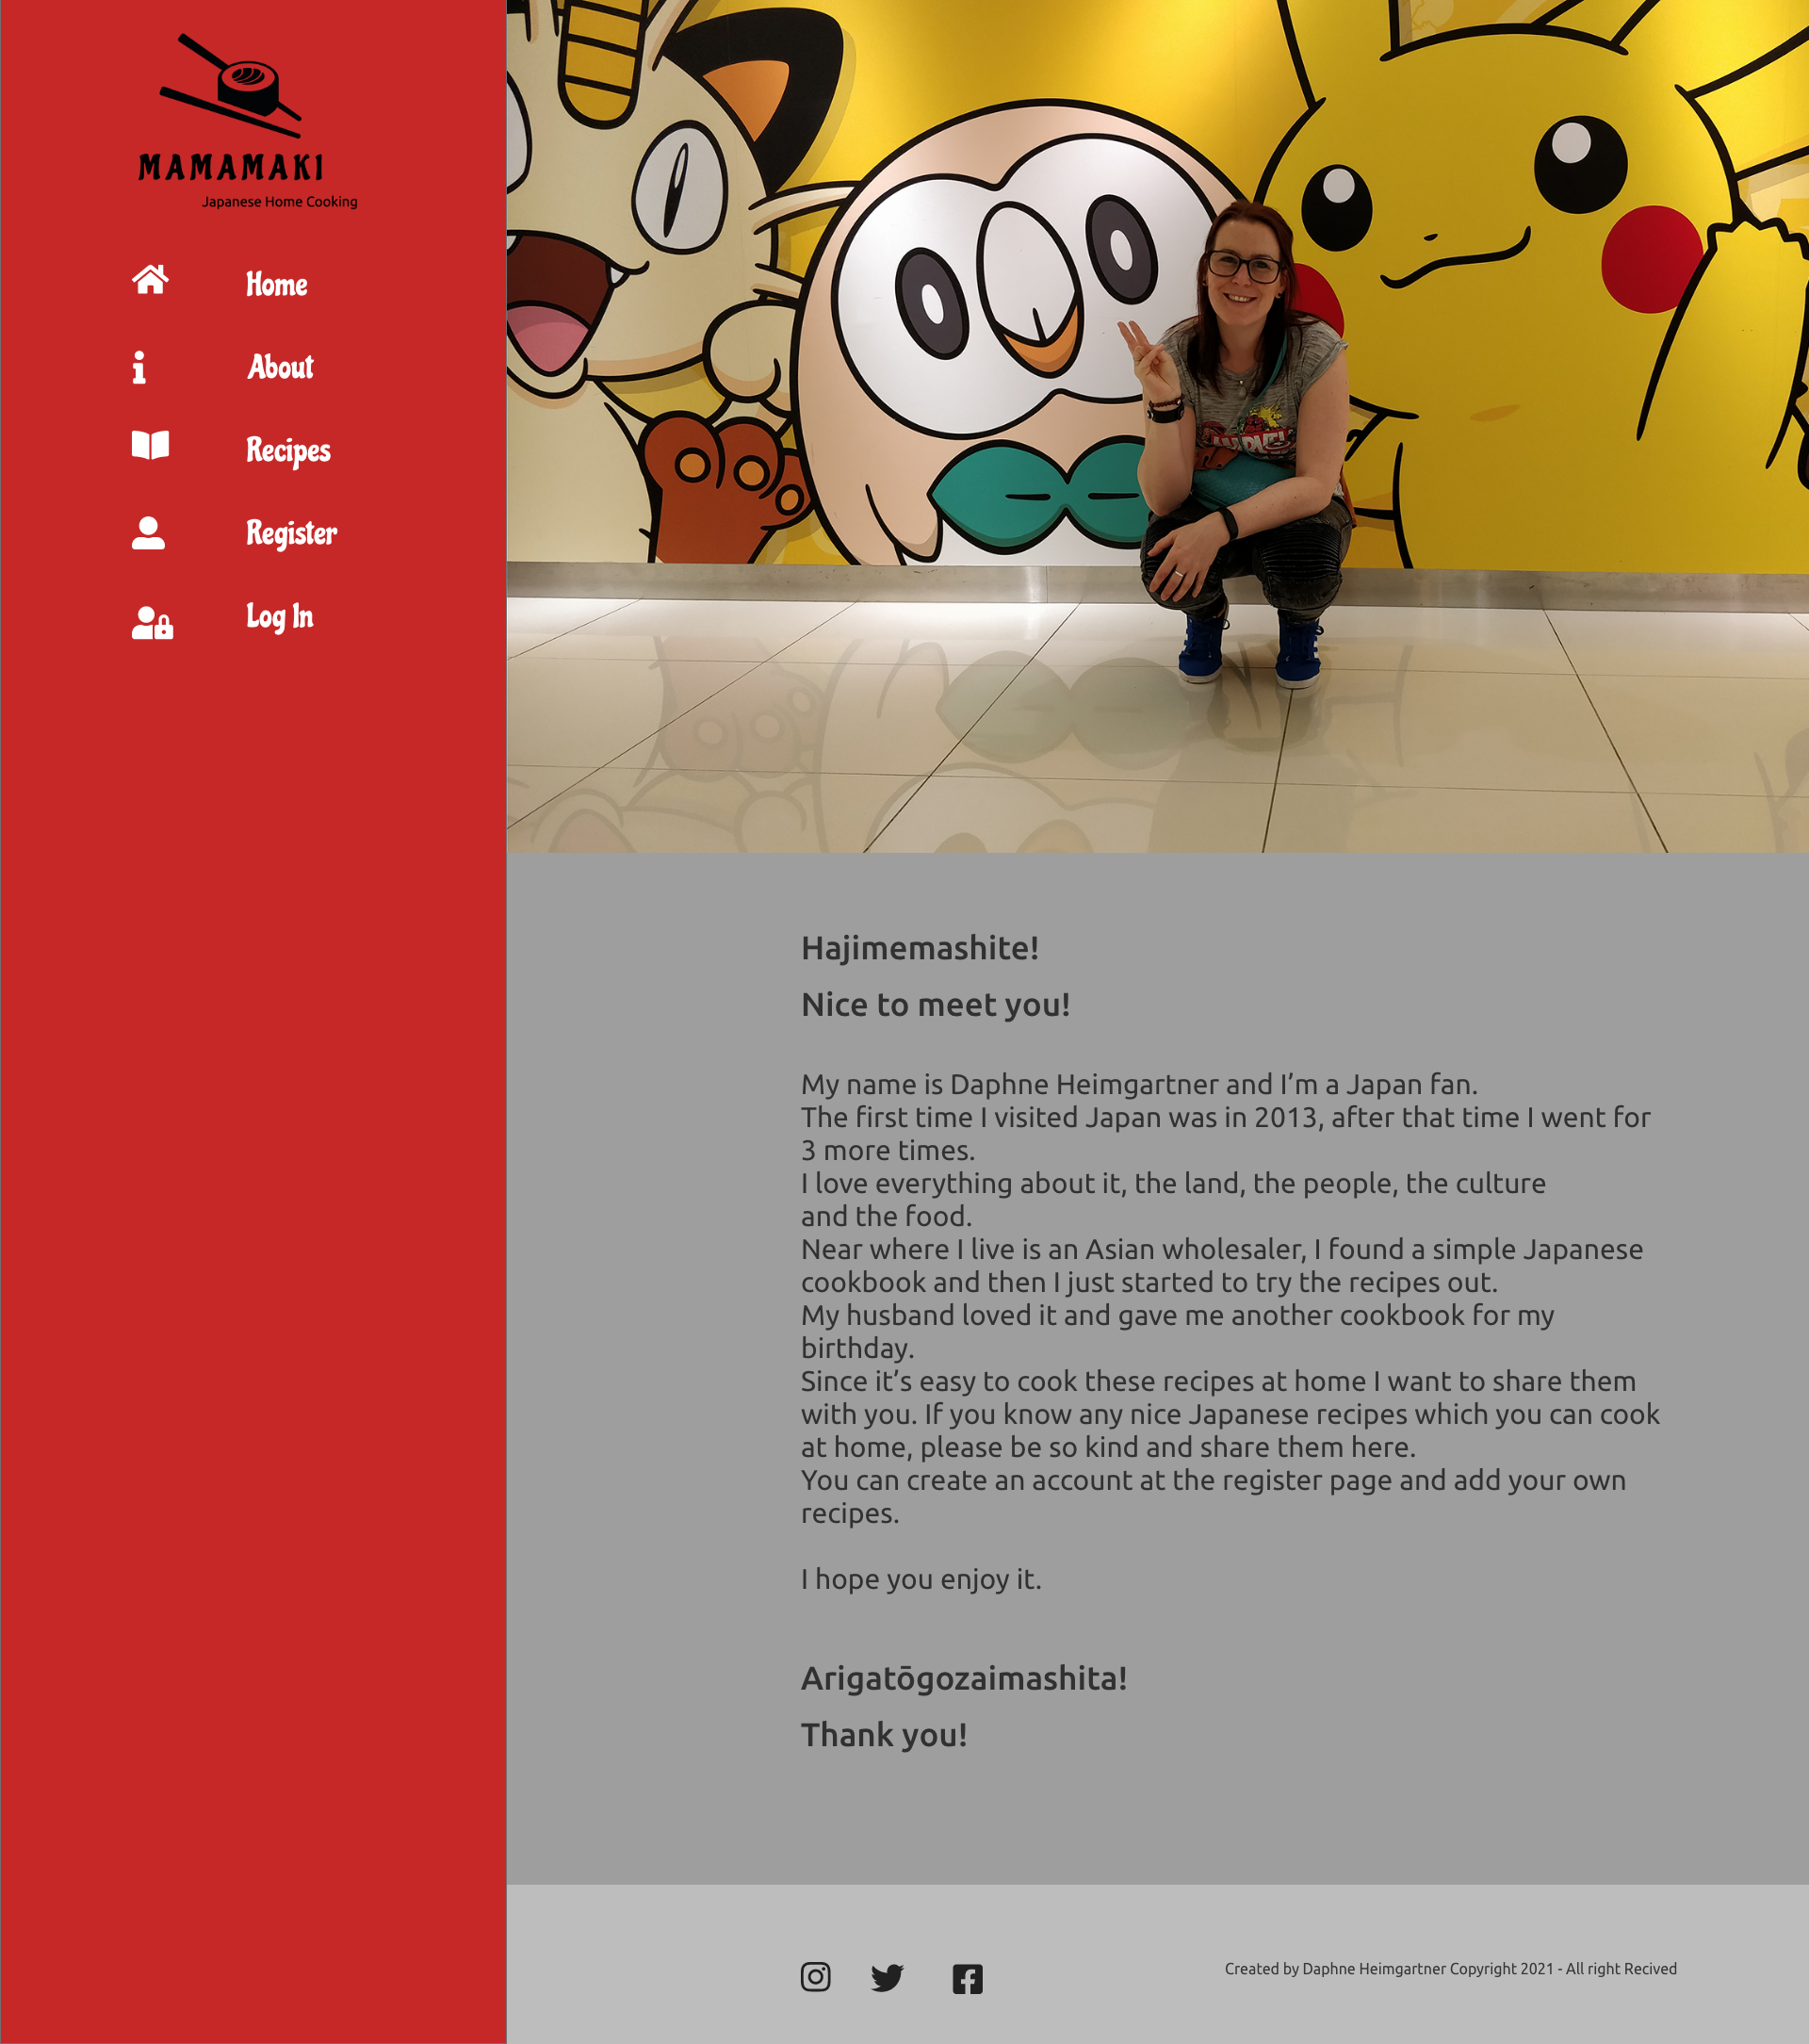 MAMAMAKI
Japanese Home Cooking
Home
About
Recipes
Register
Log In
MARVEL
Hajimemashite!
Nice to meet you!
My name is Daphne Heimgartner and I’m a Japan fan.
The first time I visited Japan was in 2013, after that time I went for
3 more times.
I love everything about it, the land, the people, the culture
and the food.
Near where I live is an Asian wholesaler, I found a simple Japanese
cookbook and then I just started to try the recipes out.
My husband loved it and gave me another cookbook for my
birthday.
Since it’s easy to cook these recipes at home I want to share them
with you. If you know any nice Japanese recipes which you can cook
at home, please be so kind and share them here.
You can create an account at the register page and add your own
recipes.
I hope you enjoy it.
Arigatōgozaimashita!
Thank you!
Created by Daphne Heimgartner Copyright 2021 - All right Recived